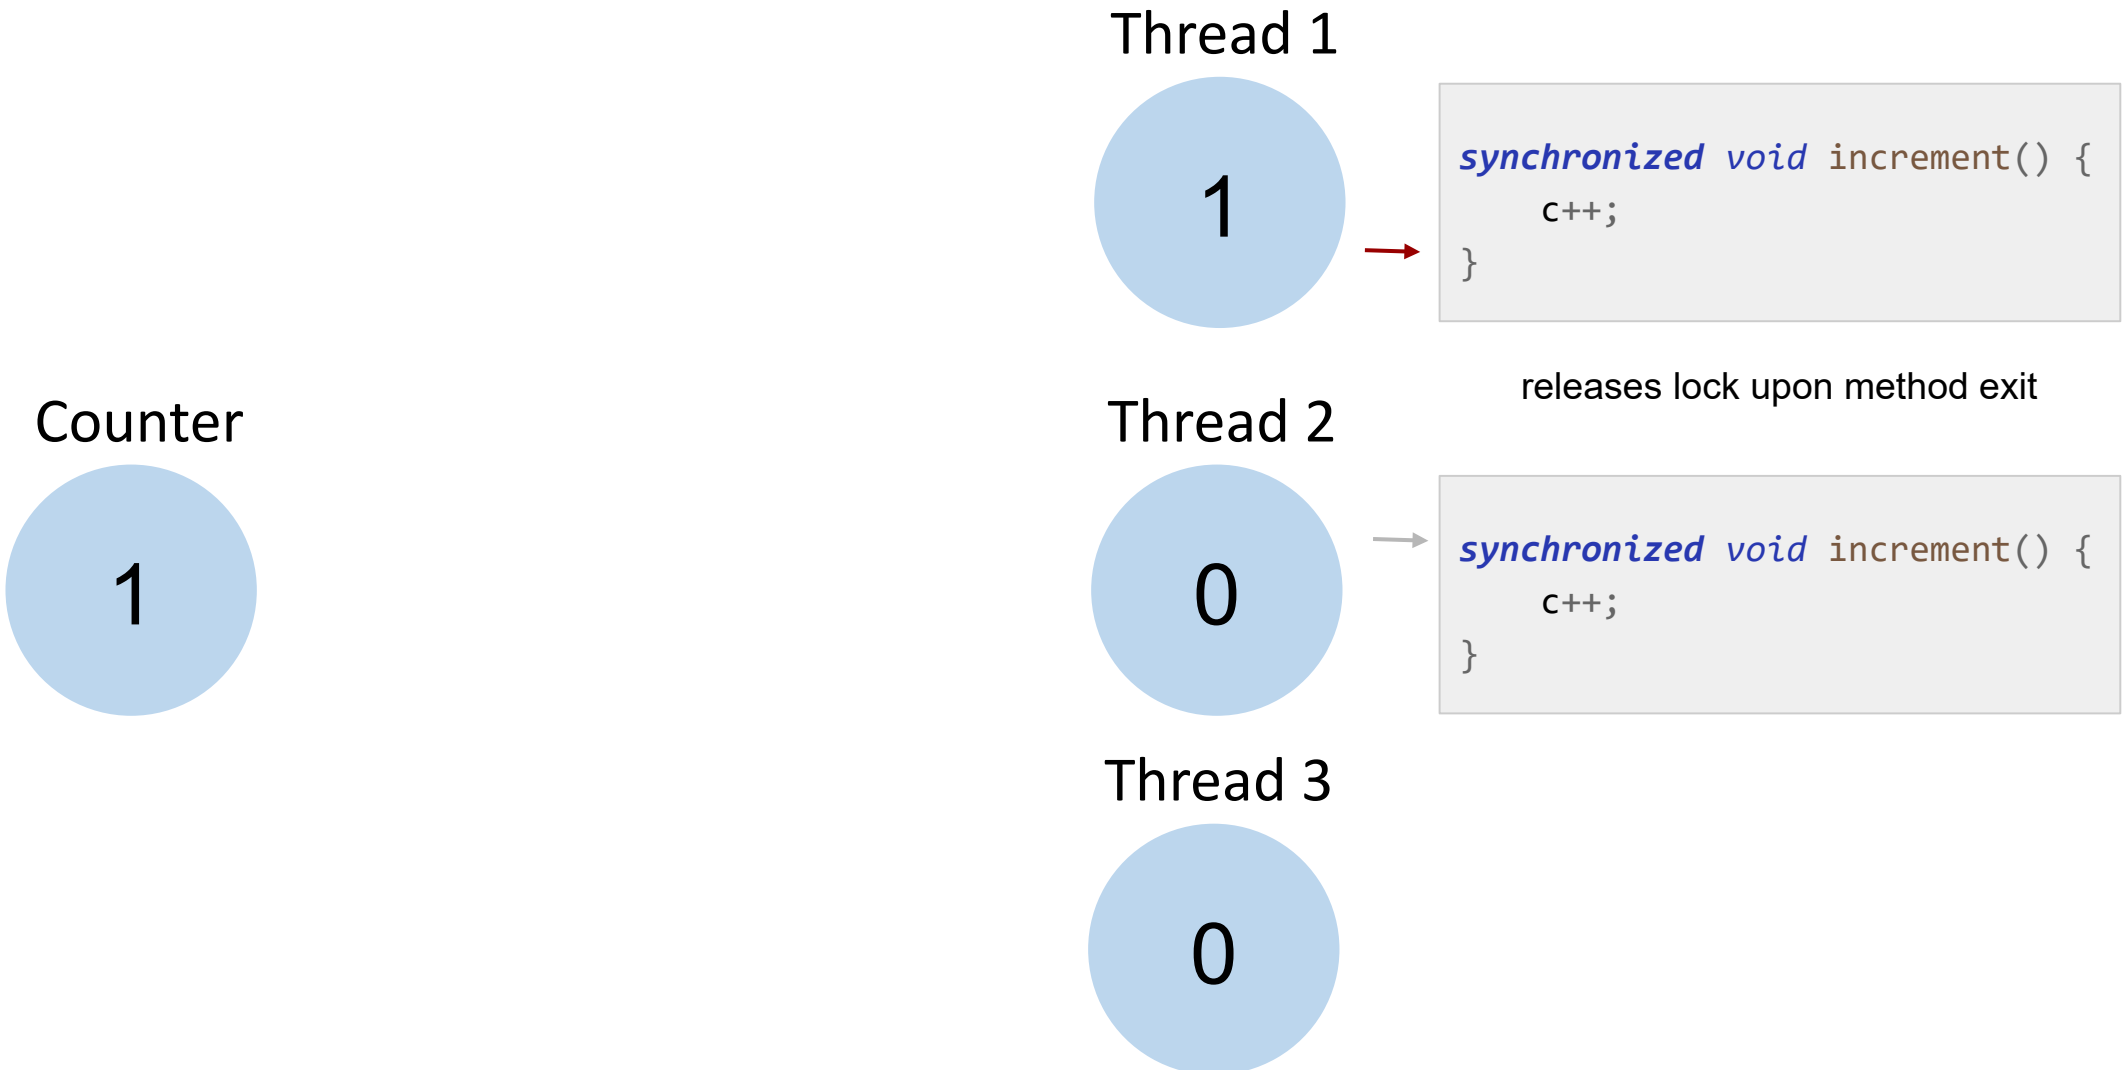 Thread 1
1
synchronized void increment() {
    c++;
}
releases lock upon method exit
Counter
1
Thread 2
0
synchronized void increment() {
    c++;
}
Thread 3
0